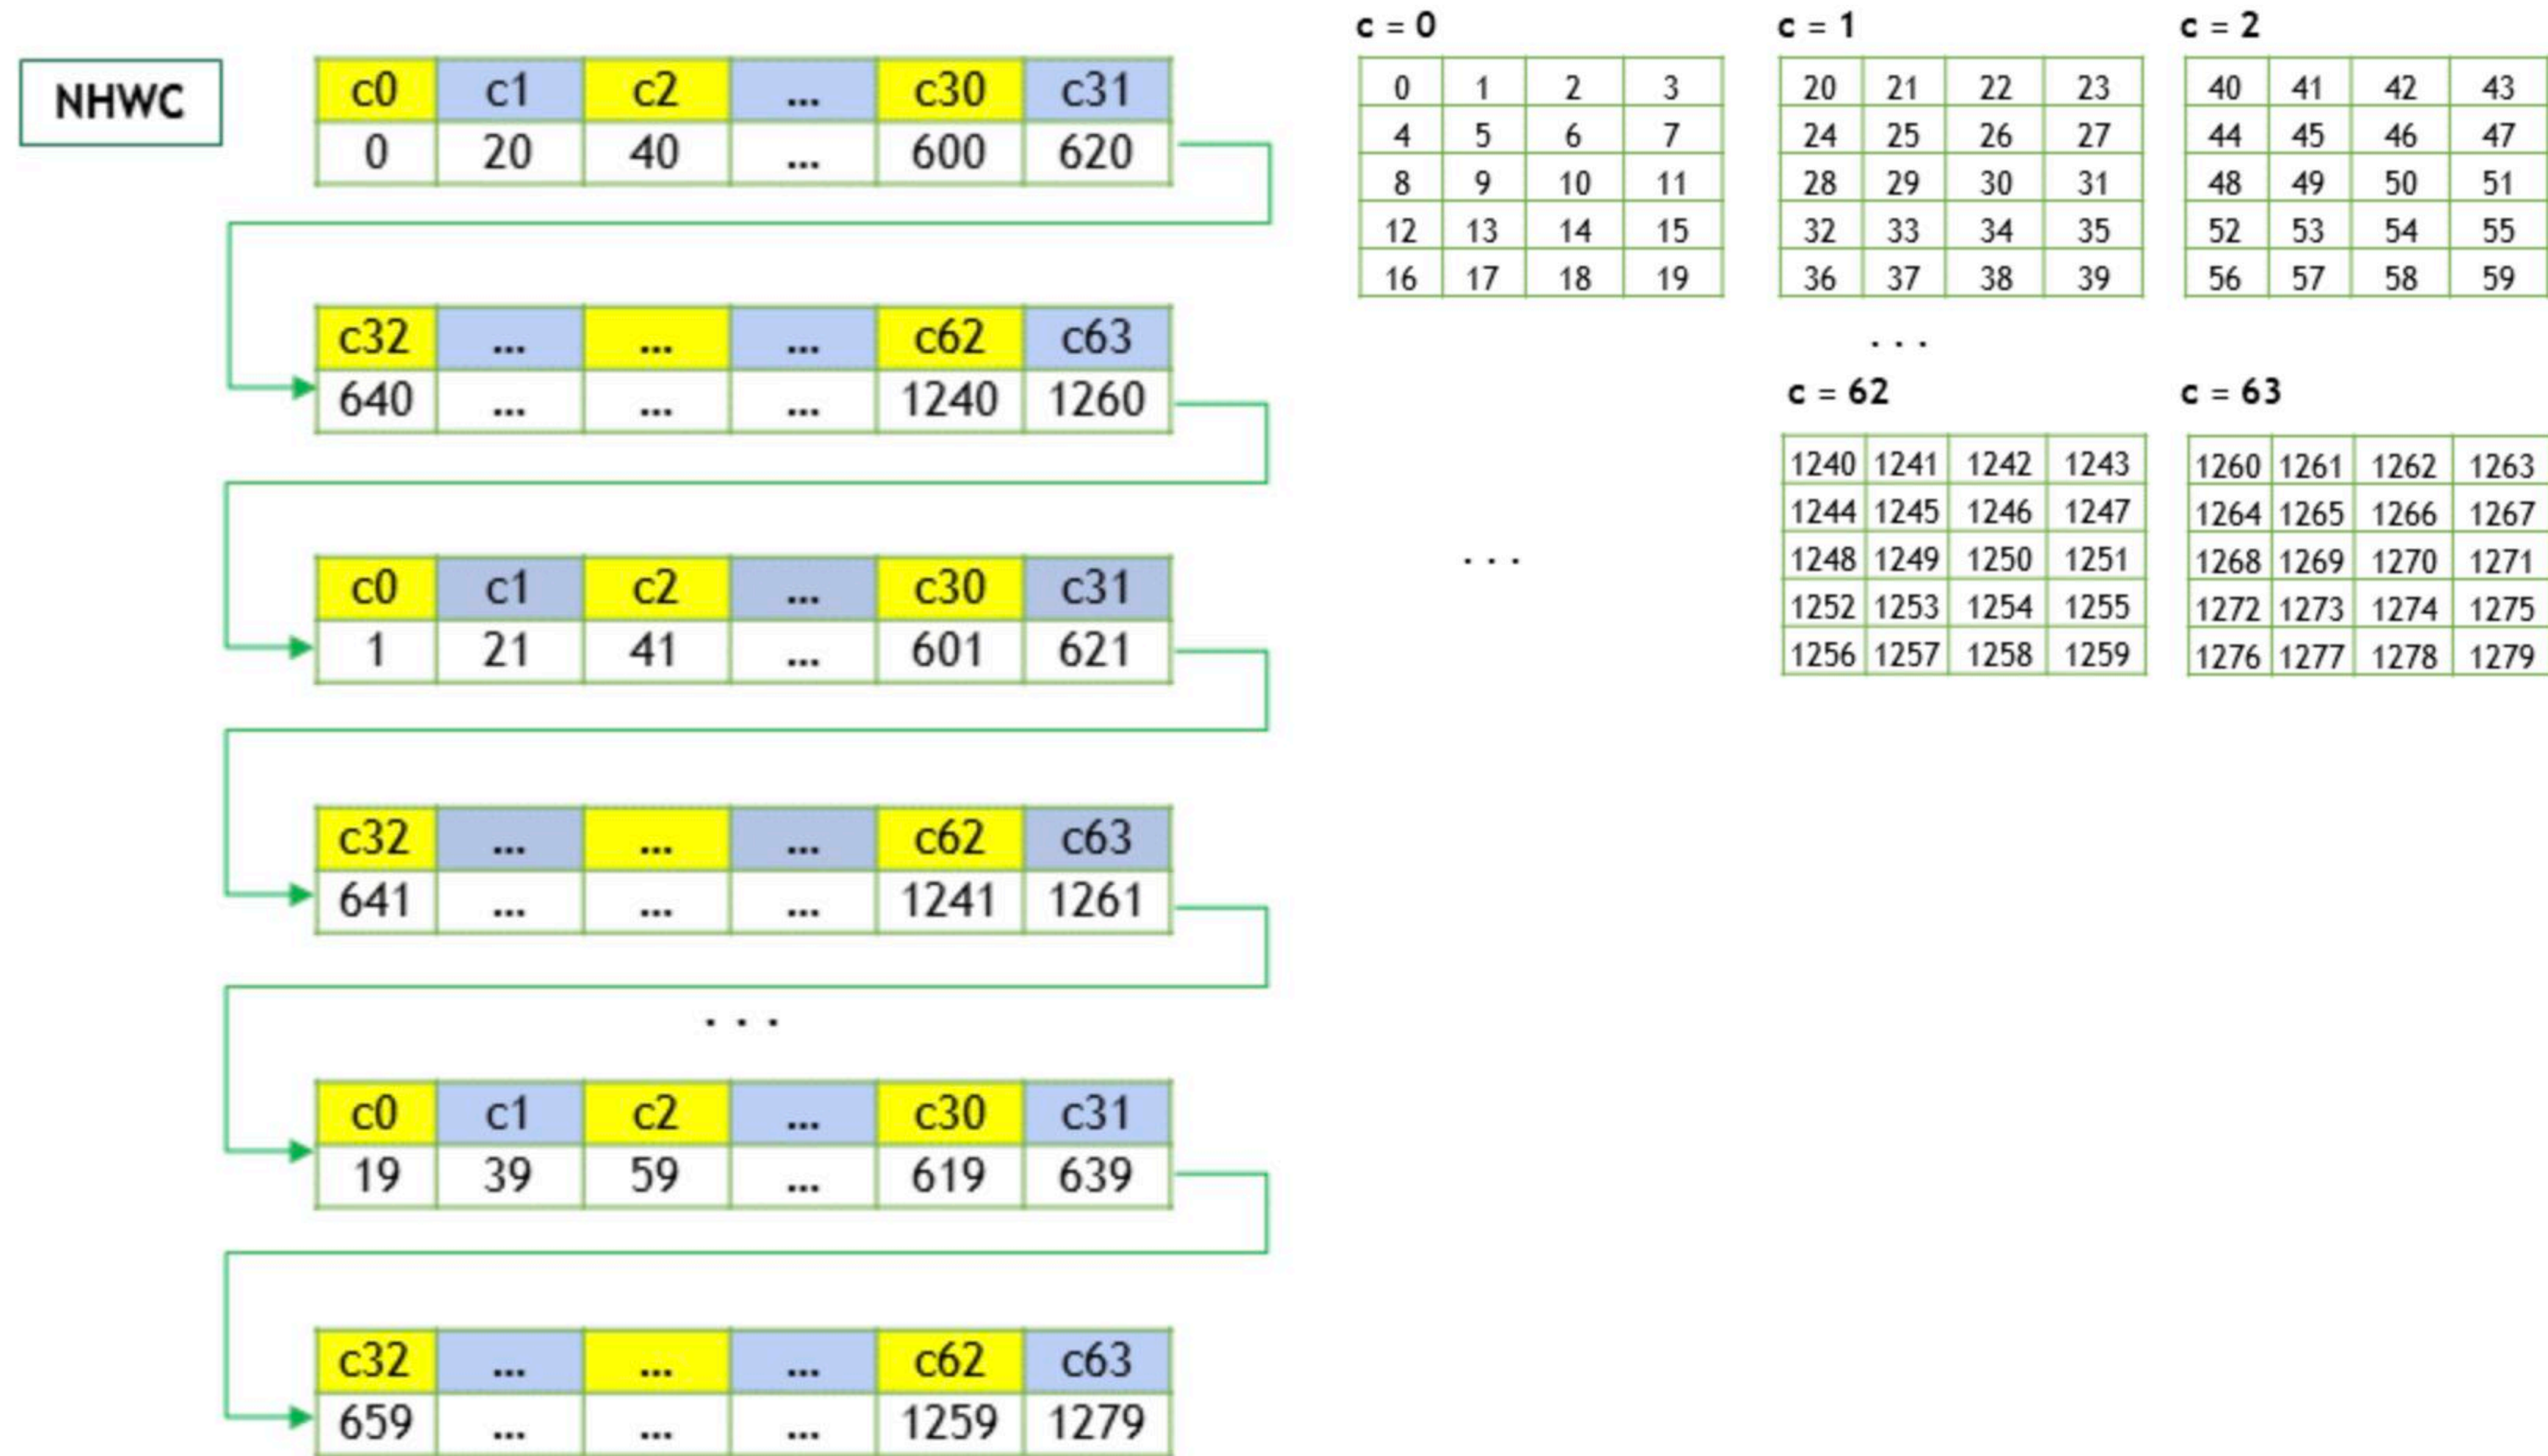 NHWC
c0 c1 c2 ... c30 c31
0 20 40 ... 600 620
c32 ... ... ... c62 c63
640 ... ... ... 1240 1260
c0 c1 c2 ... c30 c31
1 21 41 ... 601 621
c32 ... ... ... c62 c63
641 ... ... ... 1241 1261
. . .
c0 c1 c2 ... c30 c31
19 39 59 ... 619 639
c32 ... ... ... c62 c63
659 ... ... ... 1259 1279
c = 0
0 1 2 3
4 5 6 7
8 9 10 11
12 13 14 15
16 17 18 19
c = 1
20 21 22 23
24 25 26 27
28 29 30 31
32 33 34 35
36 37 38 39
c = 2
40 41 42 43
44 45 46 47
48 49 50 51
52 53 54 55
56 57 58 59
. . .
. . .
c = 62
1240 1241 1242 1243
1244 1245 1246 1247
1248 1249 1250 1251
1252 1253 1254 1255
1256 1257 1258 1259
c = 63
1260 1261 1262 1263
1264 1265 1266 1267
1268 1269 1270 1271
1272 1273 1274 1275
1276 1277 1278 1279